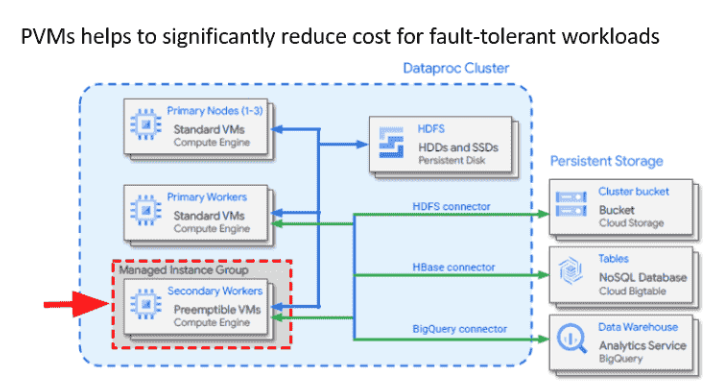 PVMs helps to significantly reduce cost for fault-tolerant workloads
Dataproc Cluster
Primary Nodes (1-3)
Standard VMs
Compute Engine
HDFS
HDDs and SSDs
Persistent Disk
Primary Workers
Standard VMs
Compute Engine
Managed Instance Group
Secondary Workers
Preemptible VMs
Compute Engine
HDFS connector
HBase connector
BigQuery connector
Persistent Storage
Cluster bucket
Bucket
Cloud Storage
Tables
NoSQL Database
Cloud Bigtable
Data Warehouse
Analytics Service
BigQuery